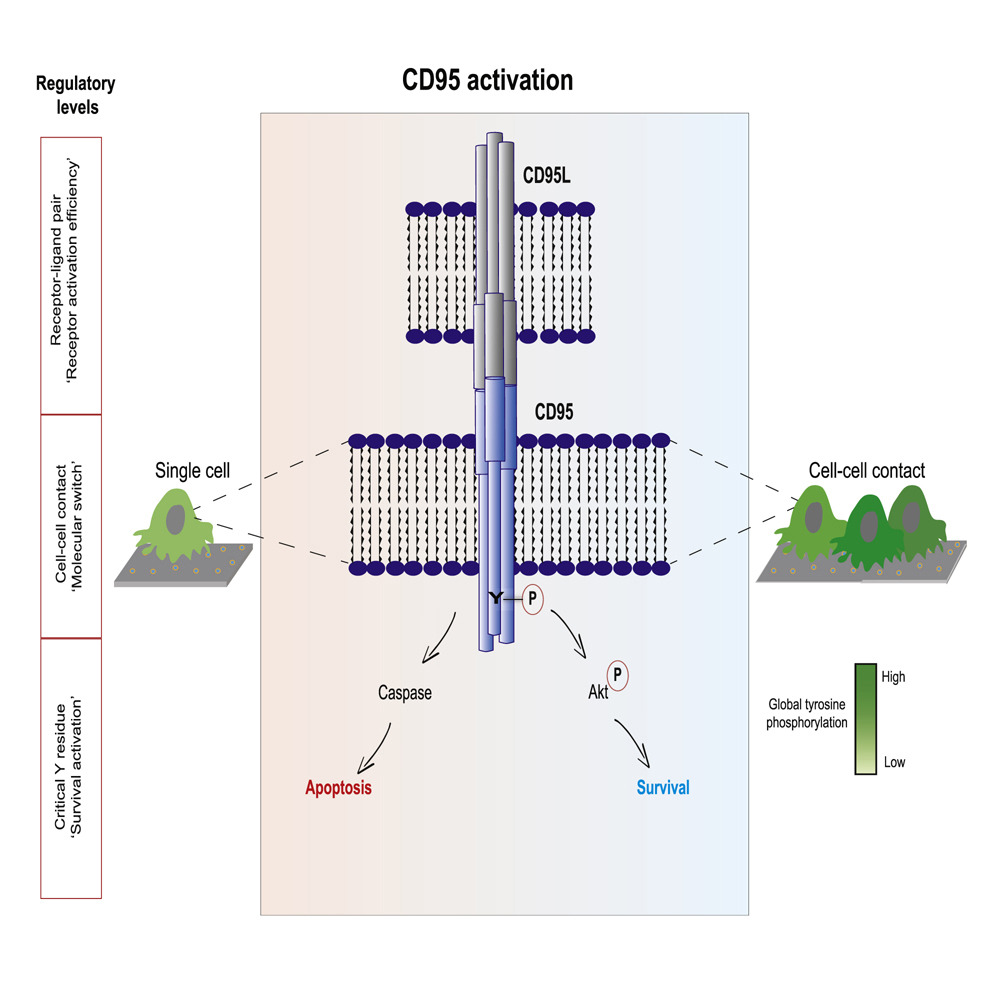 CD95 activation
Regulatory
levels
Receptor-ligand pair
'Receptor activation efficiency'
Cell-cell contact
'Molecular switch'
Critical Y residue
'Survival activation'
CD95L
CD95
Single cell
Cell-cell contact
Y
P
Caspase
Akt
P
Apoptosis
Survival
Global tyrosine
phosphorylation
High
Low